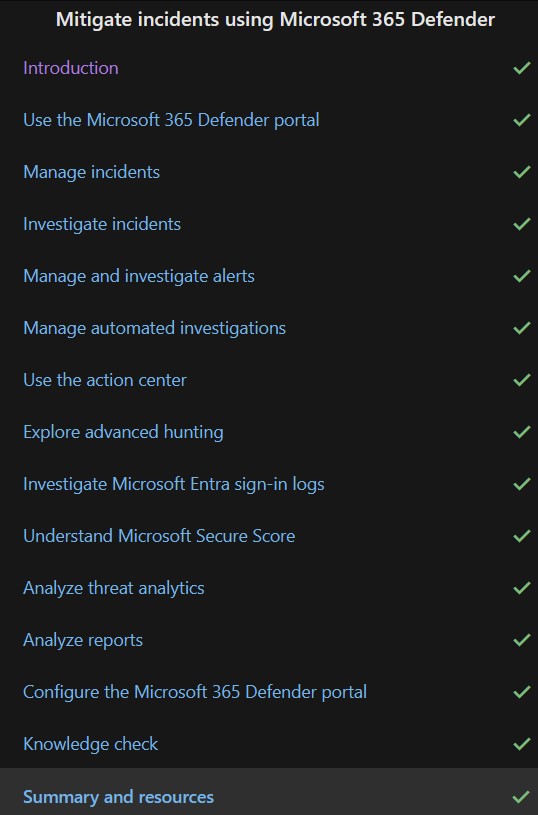 Mitigate incidents using Microsoft 365 Defender
Introduction
Use the Microsoft 365 Defender portal
Manage incidents
Investigate incidents
Manage and investigate alerts
Manage automated investigations
Use the action center
Explore advanced hunting
Investigate Microsoft Entra sign-in logs
Understand Microsoft Secure Score
Analyze threat analytics
Analyze reports
Configure the Microsoft 365 Defender portal
Knowledge check
Summary and resources